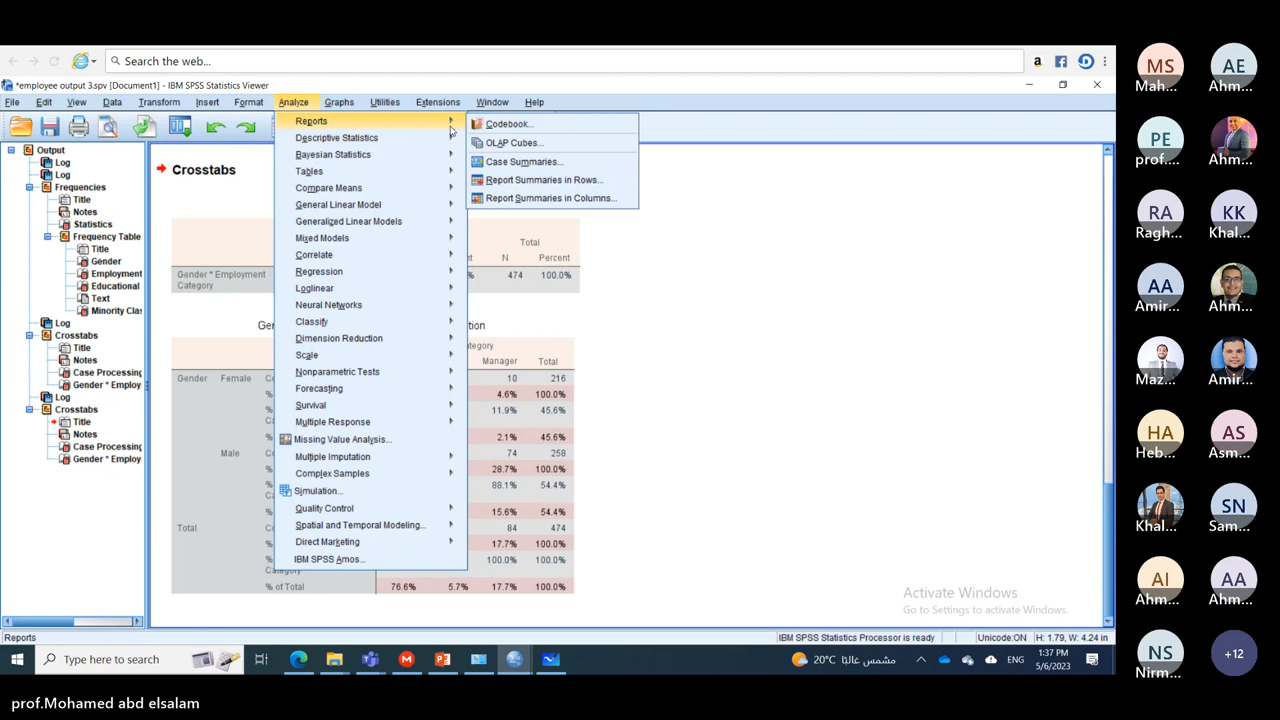 Search the web...
*employee output 3.spv [Document1] - IBM SPSS Statistics Viewer
File Edit View Data Transform Insert Format Analyze Graphs Utilities Extensions Window Help
Output
Log
Log
Frequencies
Title
Notes
Statistics
Frequency Table
Title
Gender
Employment
Educational
Text
Minority Clas
Log
Crosstabs
Title
Notes
Case Processing
Gender * Employ
Log
Crosstabs
Title
Notes
Case Processing
Gender * Employ
Reports
Descriptive Statistics
Bayesian Statistics
Tables
Compare Means
General Linear Model
Generalized Linear Models
Mixed Models
Correlate
Regression
Loglinear
Neural Networks
Classify
Dimension Reduction
Scale
Nonparametric Tests
Forecasting
Survival
Multiple Response
Missing Value Analysis...
Multiple Imputation
Complex Samples
Simulation...
Quality Control
Spatial and Temporal Modeling...
Direct Marketing
IBM SPSS Amos...
Codebook...
OLAP Cubes...
Case Summaries...
Report Summaries in Rows...
Report Summaries in Columns...
Crosstabs
Total
N Percent
Gender * Employment
Category
% 474 100.0%
Manager Total
Gender Female 10 216
% 4.6% 100.0%
% 11.9% 45.6%
% 2.1% 45.6%
Male 74 258
% 28.7% 100.0%
% 88.1% 54.4%
% 15.6% 54.4%
Total 84 474
% 17.7% 100.0%
% 100.0% 100.0%
Category
% of Total 76.6% 5.7% 17.7% 100.0%
Activate Windows
Go to Settings to activate Windows.
Reports
IBM SPSS Statistics Processor is ready
Unicode:ON
H: 1.79, W: 4.24 in
Type here to search
20°C مشمس غالبًا
ENG
1:37 PM
5/6/2023
MS
Mah...
AE
Ahm...
PE
prof....
AA
Ahm...
RA
Ragh...
KK
Khal...
AA
Amir...
Ahm...
Maz...
Amir...
HA
Heb...
AS
Asm...
Khal...
SN
Sam...
AI
Ahm...
AA
Ahm...
NS
Nirm...
+12
prof.Mohamed abd elsalam